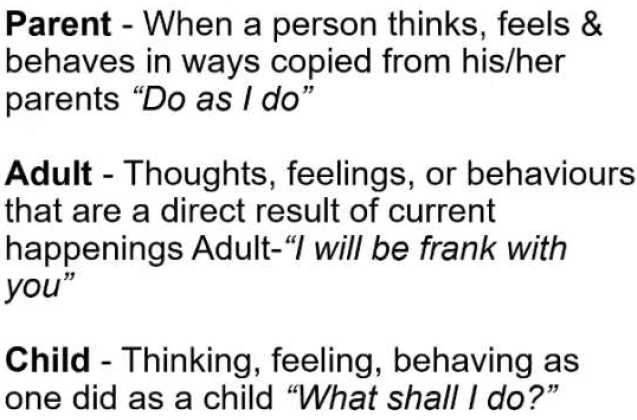 Parent - When a person thinks, feels &
behaves in ways copied from his/her
parents “Do as I do”
Adult - Thoughts, feelings, or behaviours
that are a direct result of current
happenings Adult-“I will be frank with
you”
Child - Thinking, feeling, behaving as
one did as a child “What shall I do?”